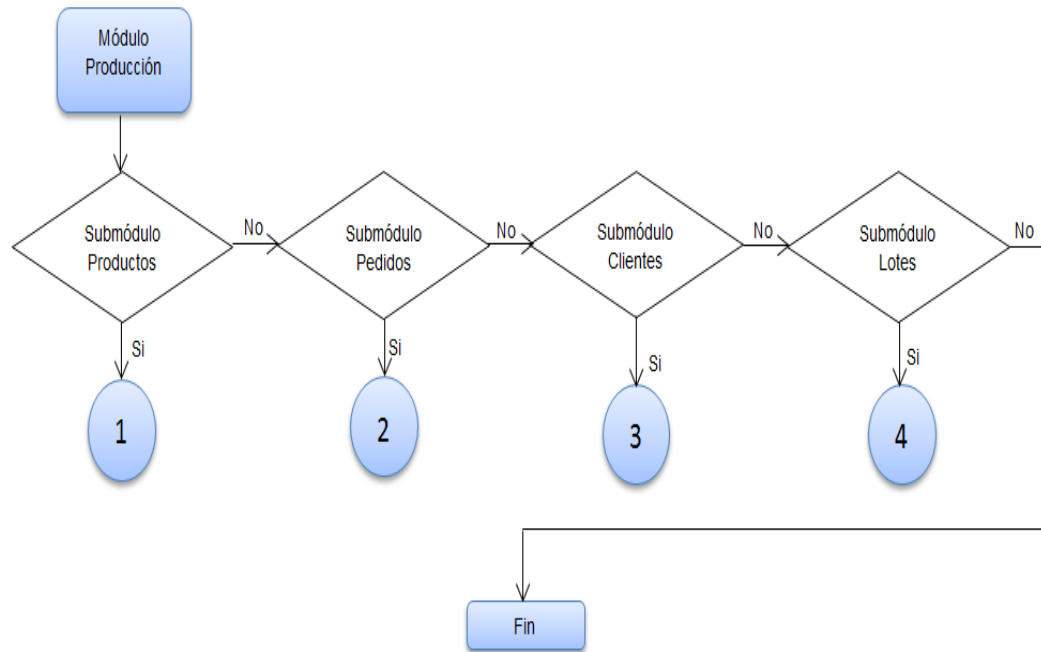 Módulo
Producción
Submódulo
Productos
No
Submódulo
Pedidos
No
Submódulo
Clientes
No
Submódulo
Lotes
No
Si
Si
Si
Si
1
2
3
4
Fin